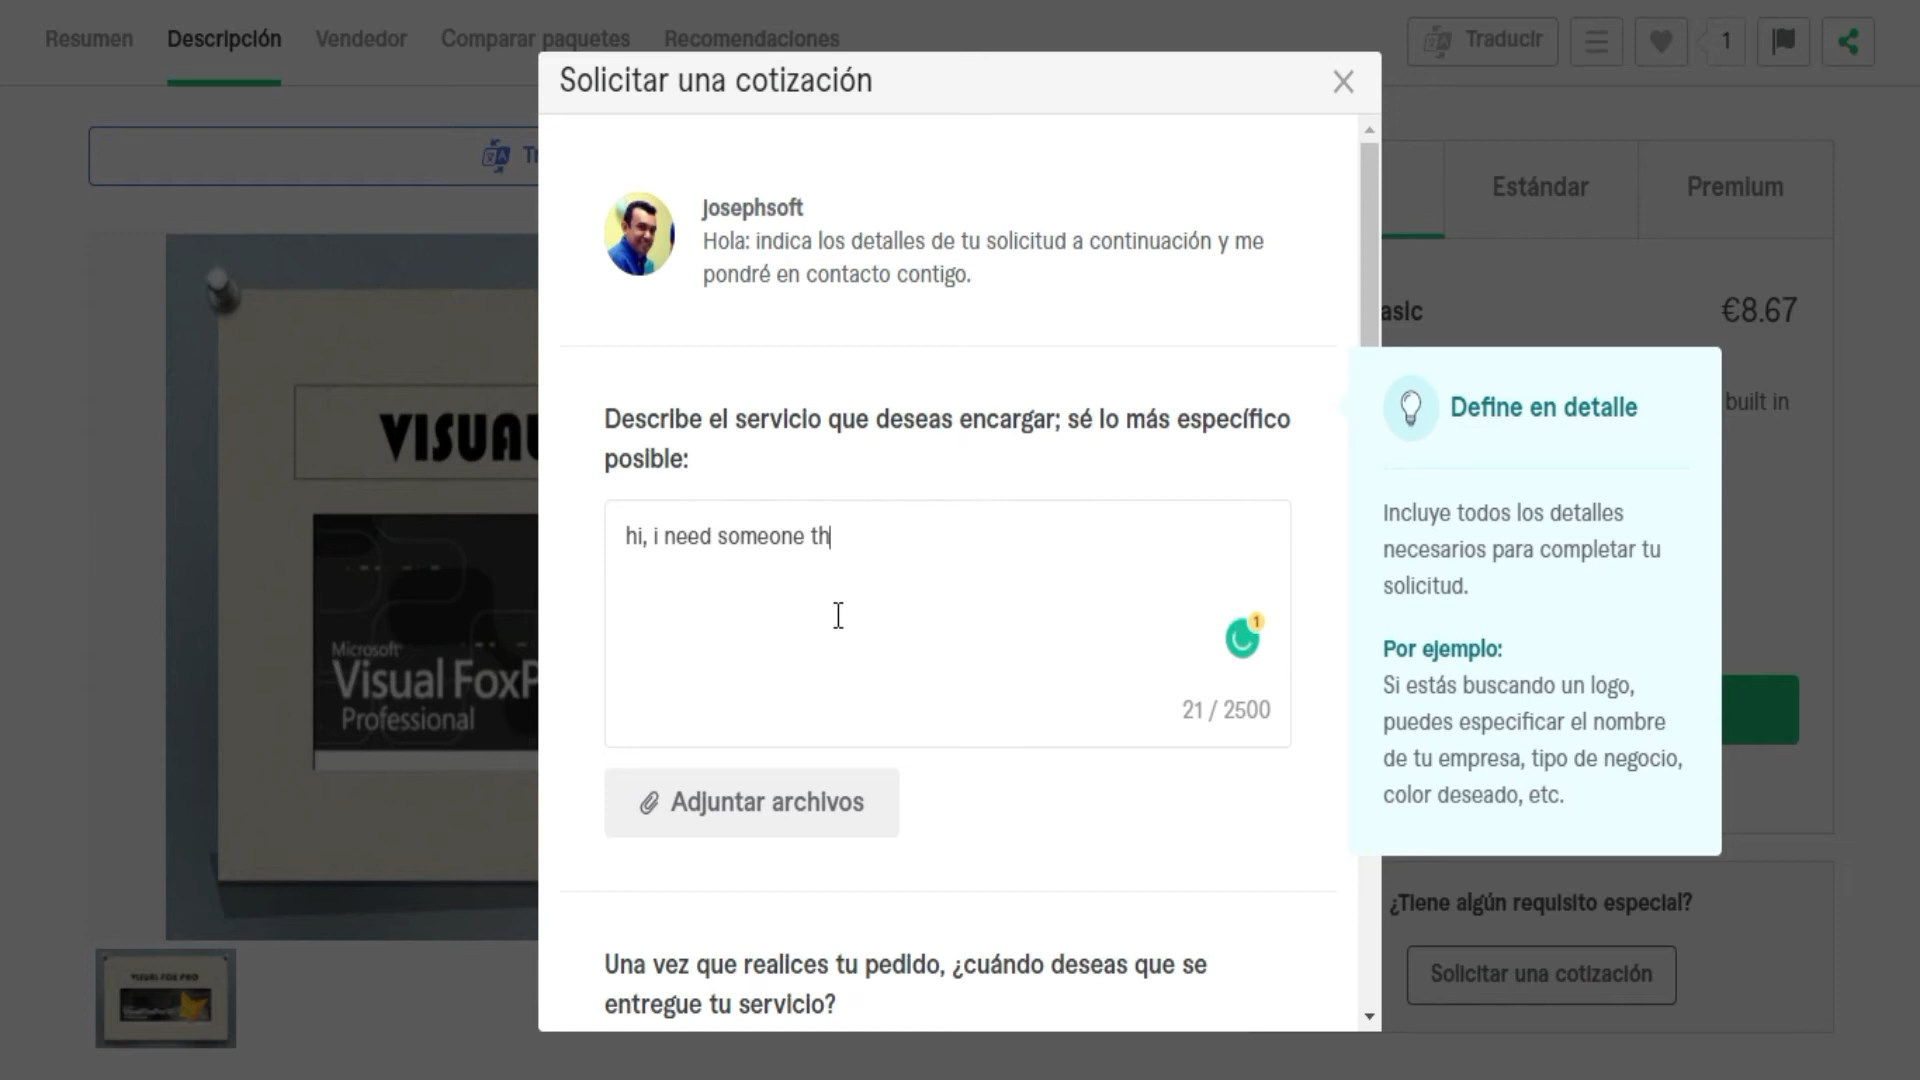 Resumen
Descripción
Vendedor
Comparar paquetes
Recomendaciones
Traducir
1
Solicitar una cotización
Josephsoft
Hola: indica los detalles de tu solicitud a continuación y me
pondré en contacto contigo.
Describe el servicio que deseas encargar; sé lo más específico
posible:
hi, i need someone th
1
21 / 2500
Adjuntar archivos
Una vez que realices tu pedido, ¿cuándo deseas que se
entregue tu servicio?
Estándar
Premium
asic
€8.67
built in
Define en detalle
Incluye todos los detalles
necesarios para completar tu
solicitud.
Por ejemplo:
Si estás buscando un logo,
puedes especificar el nombre
de tu empresa, tipo de negocio,
color deseado, etc.
¿Tiene algún requisito especial?
Solicitar una cotización
VISUA
Microsoft
Visual FoxP
Professional
VISUAL FOX PRO